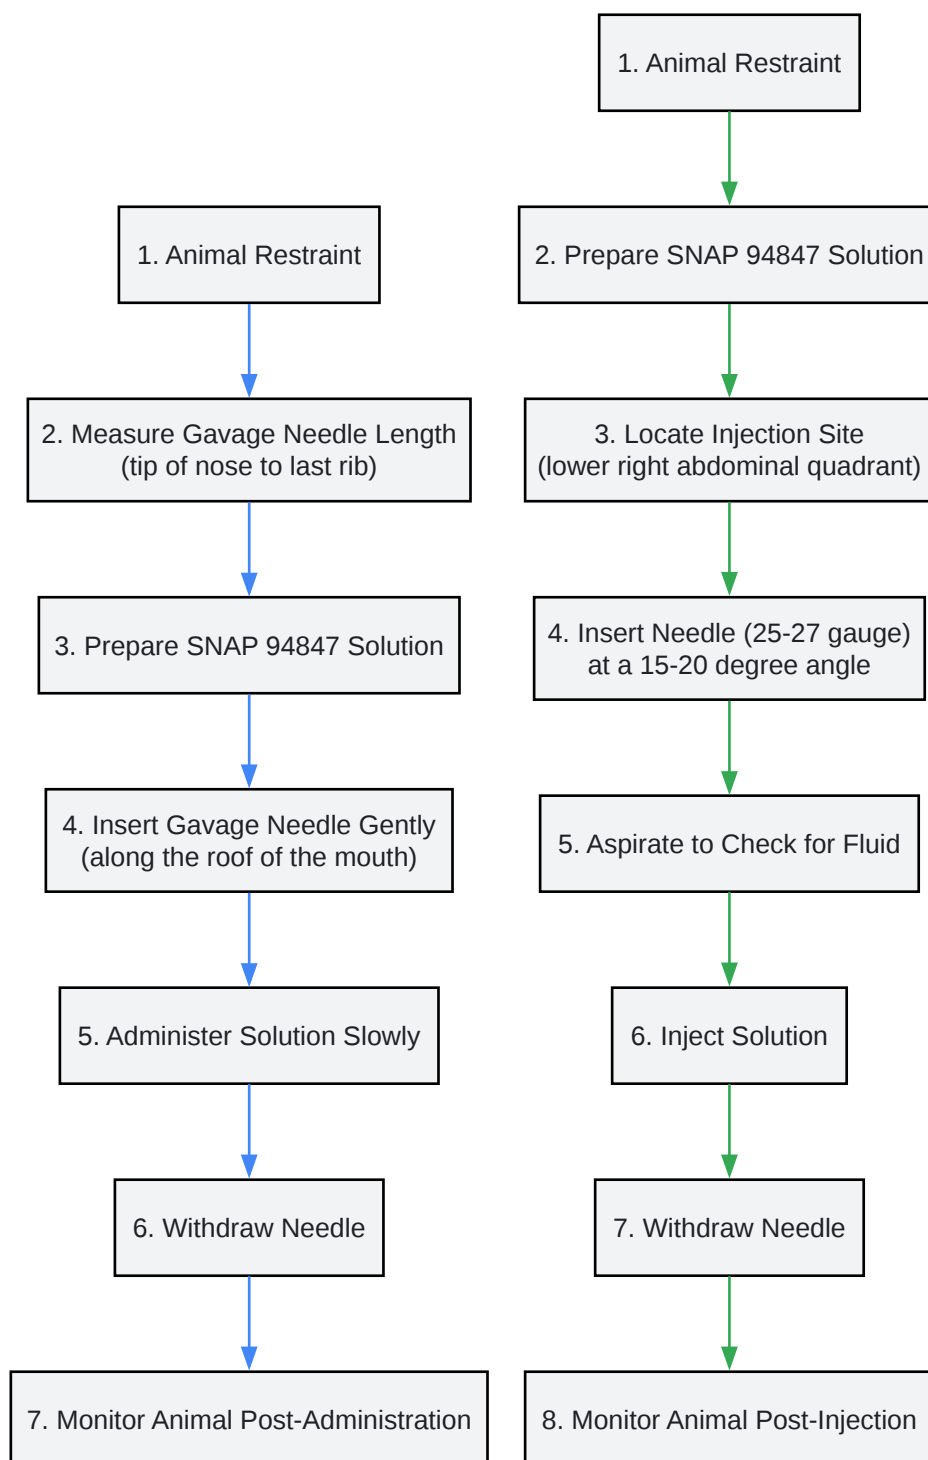 1. Animal Restraint
2. Measure Gavage Needle Length
(tip of nose to last rib)
3. Prepare SNAP 94847 Solution
4. Insert Gavage Needle Gently
(along the roof of the mouth)
5. Administer Solution Slowly
6. Withdraw Needle
7. Monitor Animal Post-Administration
1. Animal Restraint
2. Prepare SNAP 94847 Solution
3. Locate Injection Site
(lower right abdominal quadrant)
4. Insert Needle (25-27 gauge)
at a 15-20 degree angle
5. Aspirate to Check for Fluid
6. Inject Solution
7. Withdraw Needle
8. Monitor Animal Post-Injection